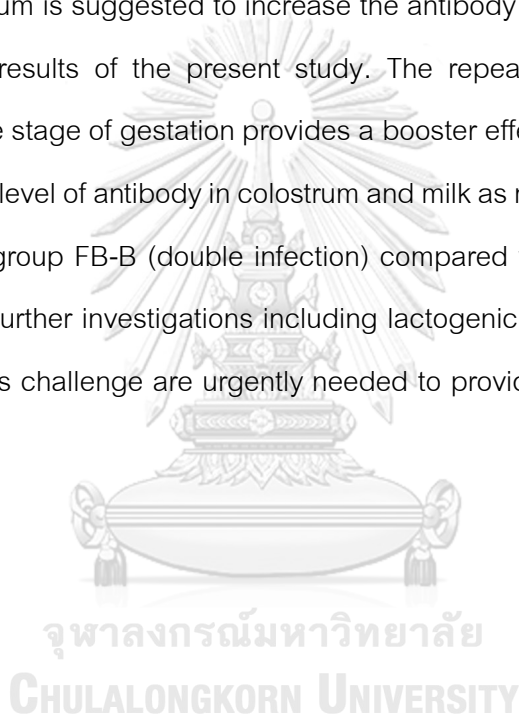 um is suggested to increase the antibody
results of the present study. The repea
e stage of gestation provides a booster effe
level of antibody in colostrum and milk as r
group FB-B (double infection) compared
urther investigations including lactogenic
s challenge are urgently needed to provid
จุฬาลงกรณ์มหาวิทยาลัย
CHULALONGKORN UNIVERSITY